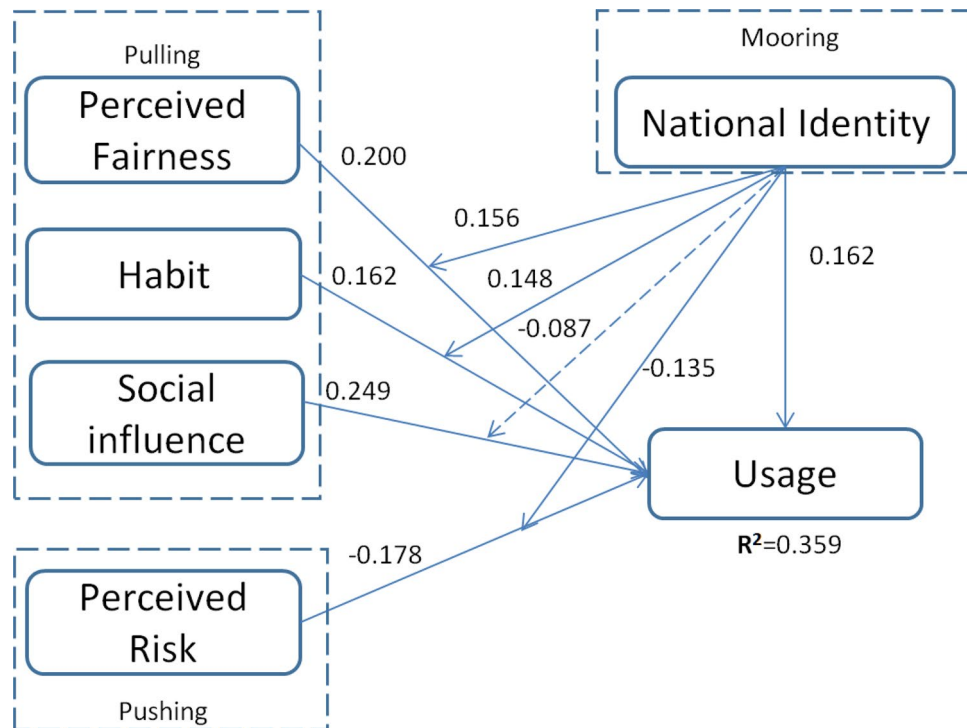 Pulling
Perceived
Fairness
Habit
Social
influence
Perceived
Risk
Pushing
Mooring
National Identity
0.200
0.156
0.162
0.148
-0.087
-0.135
0.162
0.249
-0.178
Usage
R²=0.359